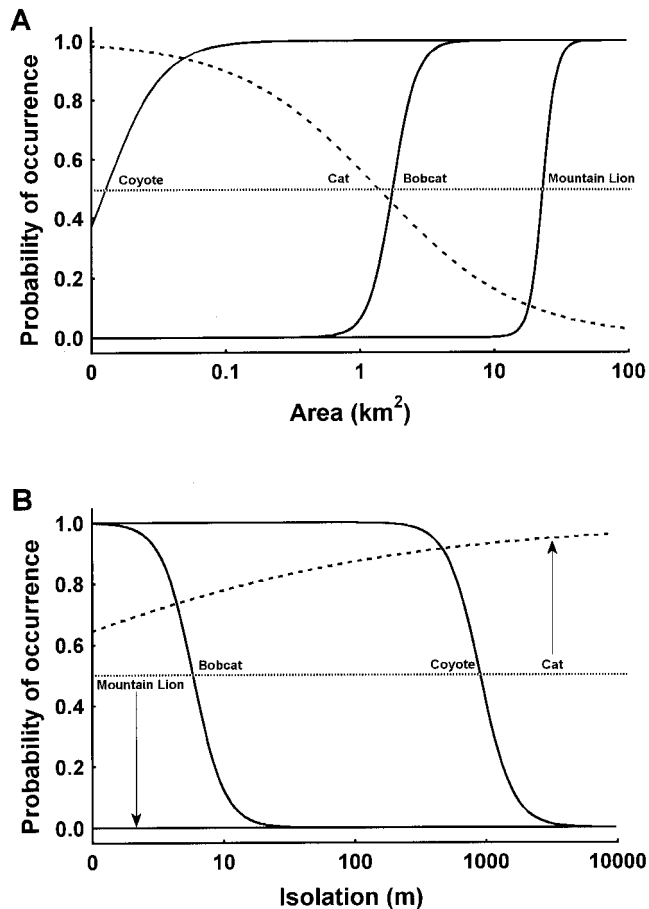 A
Probability of occurrence
1.0
0.8
0.6
0.4
0.2
0.0
Coyote
Cat
Bobcat
Mountain Lion
0 0.1 1 10 100
Area (km²)
B
Probability of occurrence
1.0
0.8
0.6
0.4
0.2
0.0
Mountain Lion
Bobcat
Coyote
Cat
0 10 100 1000 10000
Isolation (m)